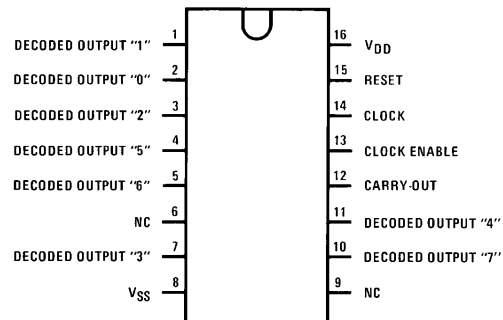 DECODED OUTPUT "1" 1
DECODED OUTPUT "0" 2
DECODED OUTPUT "2" 3
DECODED OUTPUT "5" 4
DECODED OUTPUT "6" 5
NC 6
DECODED OUTPUT "3" 7
VSS 8
16 VDD
15 RESET
14 CLOCK
13 CLOCK ENABLE
12 CARRY-OUT
11 DECODED OUTPUT "4"
10 DECODED OUTPUT "7"
9 NC